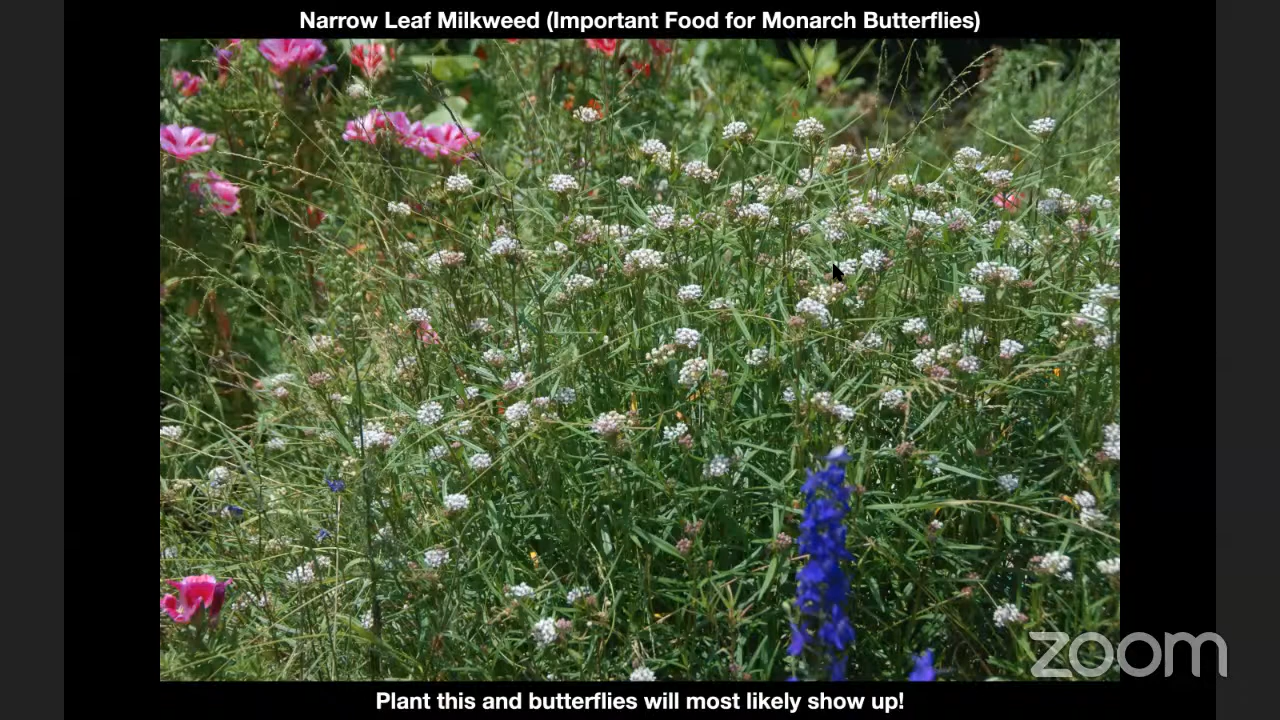 Narrow Leaf Milkweed (Important Food for Monarch Butterflies)
zoom
Plant this and butterflies will most likely show up!